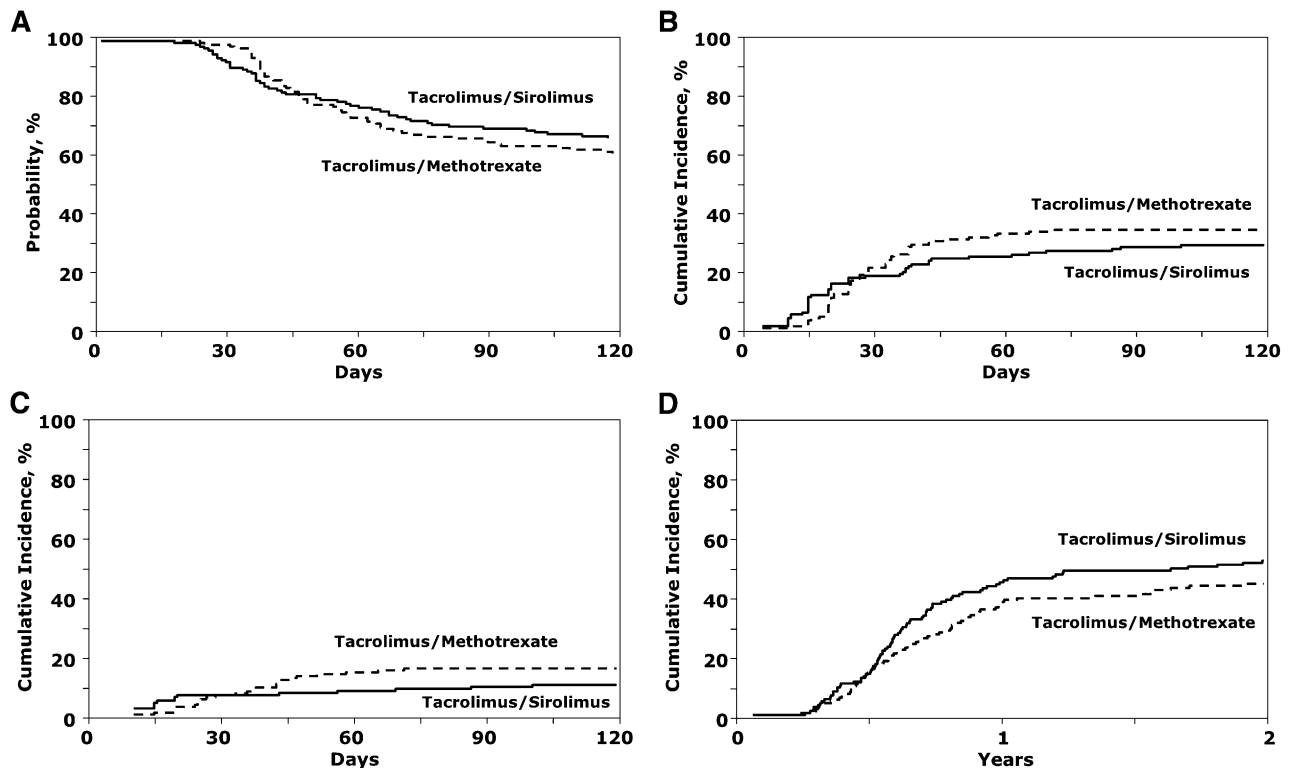 A
100
80
60
40
20
0
Probability, %
Tacrolimus/Sirolimus
Tacrolimus/Methotrexate
0 30 60 90 120
Days
B
100
80
60
40
20
0
Cumulative Incidence, %
Tacrolimus/Methotrexate
Tacrolimus/Sirolimus
0 30 60 90 120
Days
C
100
80
60
40
20
0
Cumulative Incidence, %
Tacrolimus/Methotrexate
Tacrolimus/Sirolimus
0 30 60 90 120
Days
D
100
80
60
40
20
0
Cumulative Incidence, %
Tacrolimus/Sirolimus
Tacrolimus/Methotrexate
0 1 2
Years